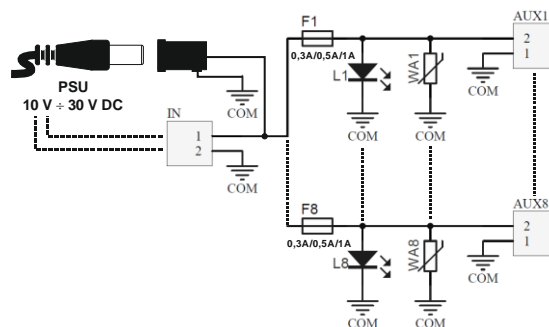 PSU
10 V ÷ 30 V DC
COM
IN
1
2
COM
F1
0,3A/0,5A/1A
L1
COM
WA1
COM
AUX1
2
1
COM
F8
0,3A/0,5A/1A
L8
COM
WA8
COM
AUX8
2
1
COM